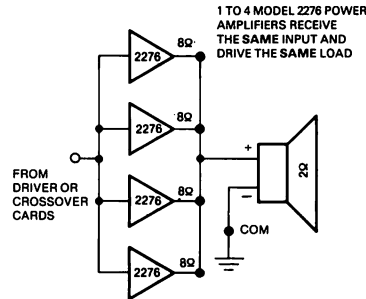 1 TO 4 MODEL 2276 POWER
AMPLIFIERS RECEIVE
THE SAME INPUT AND
DRIVE THE SAME LOAD
8Ω
2276
8Ω
2276
8Ω
2276
8Ω
2276
FROM
DRIVER OR
CROSSOVER
CARDS
+
2Ω
−
COM